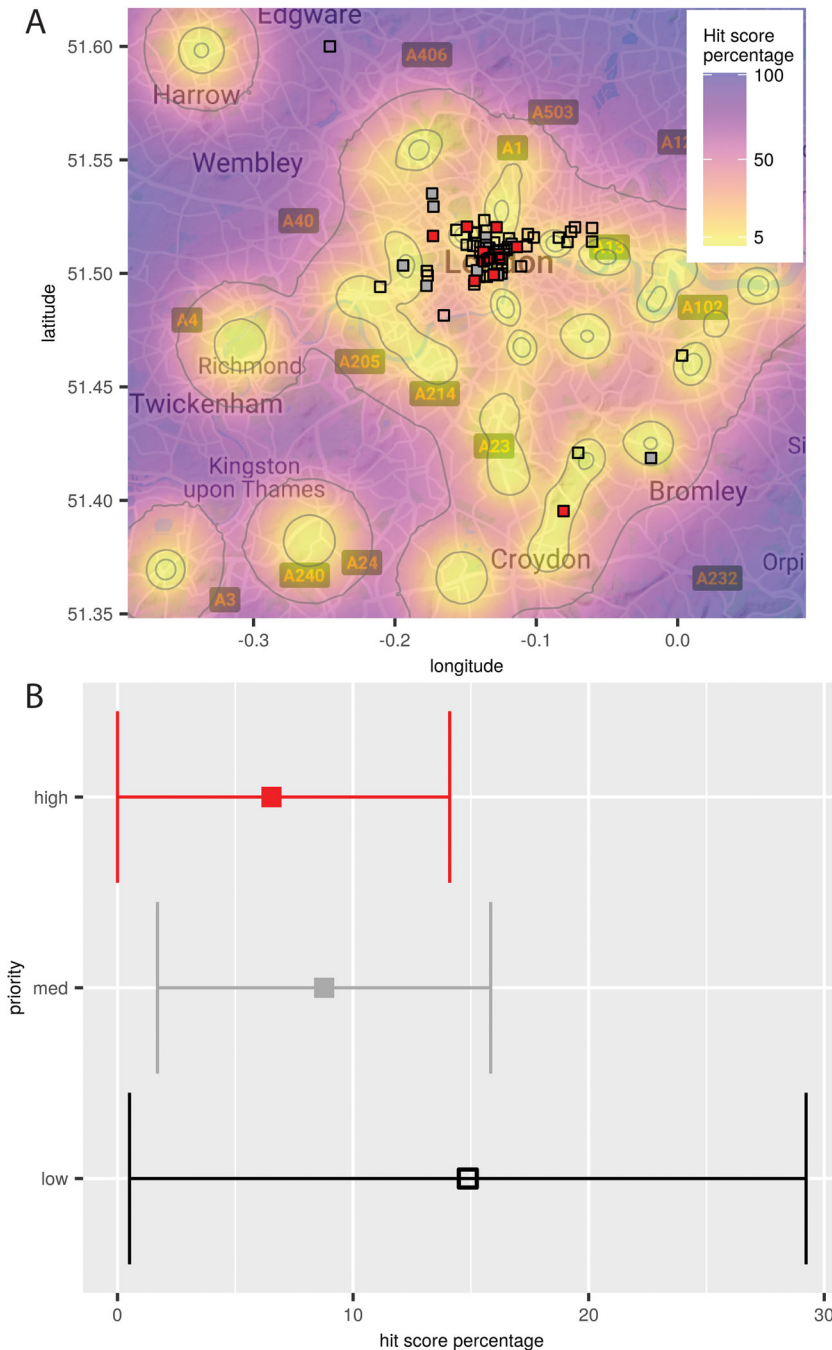 A
Edgware
Hit score
percentage
100
50
5
51.60
51.55
51.50
51.45
51.40
51.35
latitude
A406
Harrow
A503
A12
Wembley
A1
A40
London
A13
A4
A102
Richmond
A205
A214
Twickenham
A23
Kingston
upon Thames
Si
Bromley
Croydon
Orpi
A240
A24
A232
A3
-0.3
-0.2
-0.1
0.0
longitude
B
high
med
low
priority
0
10
20
30
hit score percentage